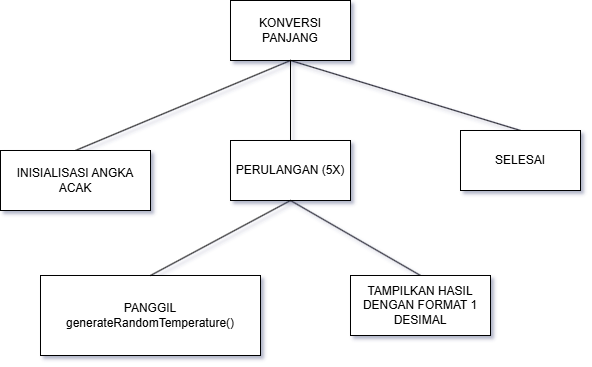 KONVERSI
PANJANG
INISIALISASI ANGKA
ACAK
PERULANGAN (5X)
SELESAI
PANGGIL
generateRandomTemperature()
TAMPILKAN HASIL
DENGAN FORMAT 1
DESIMAL